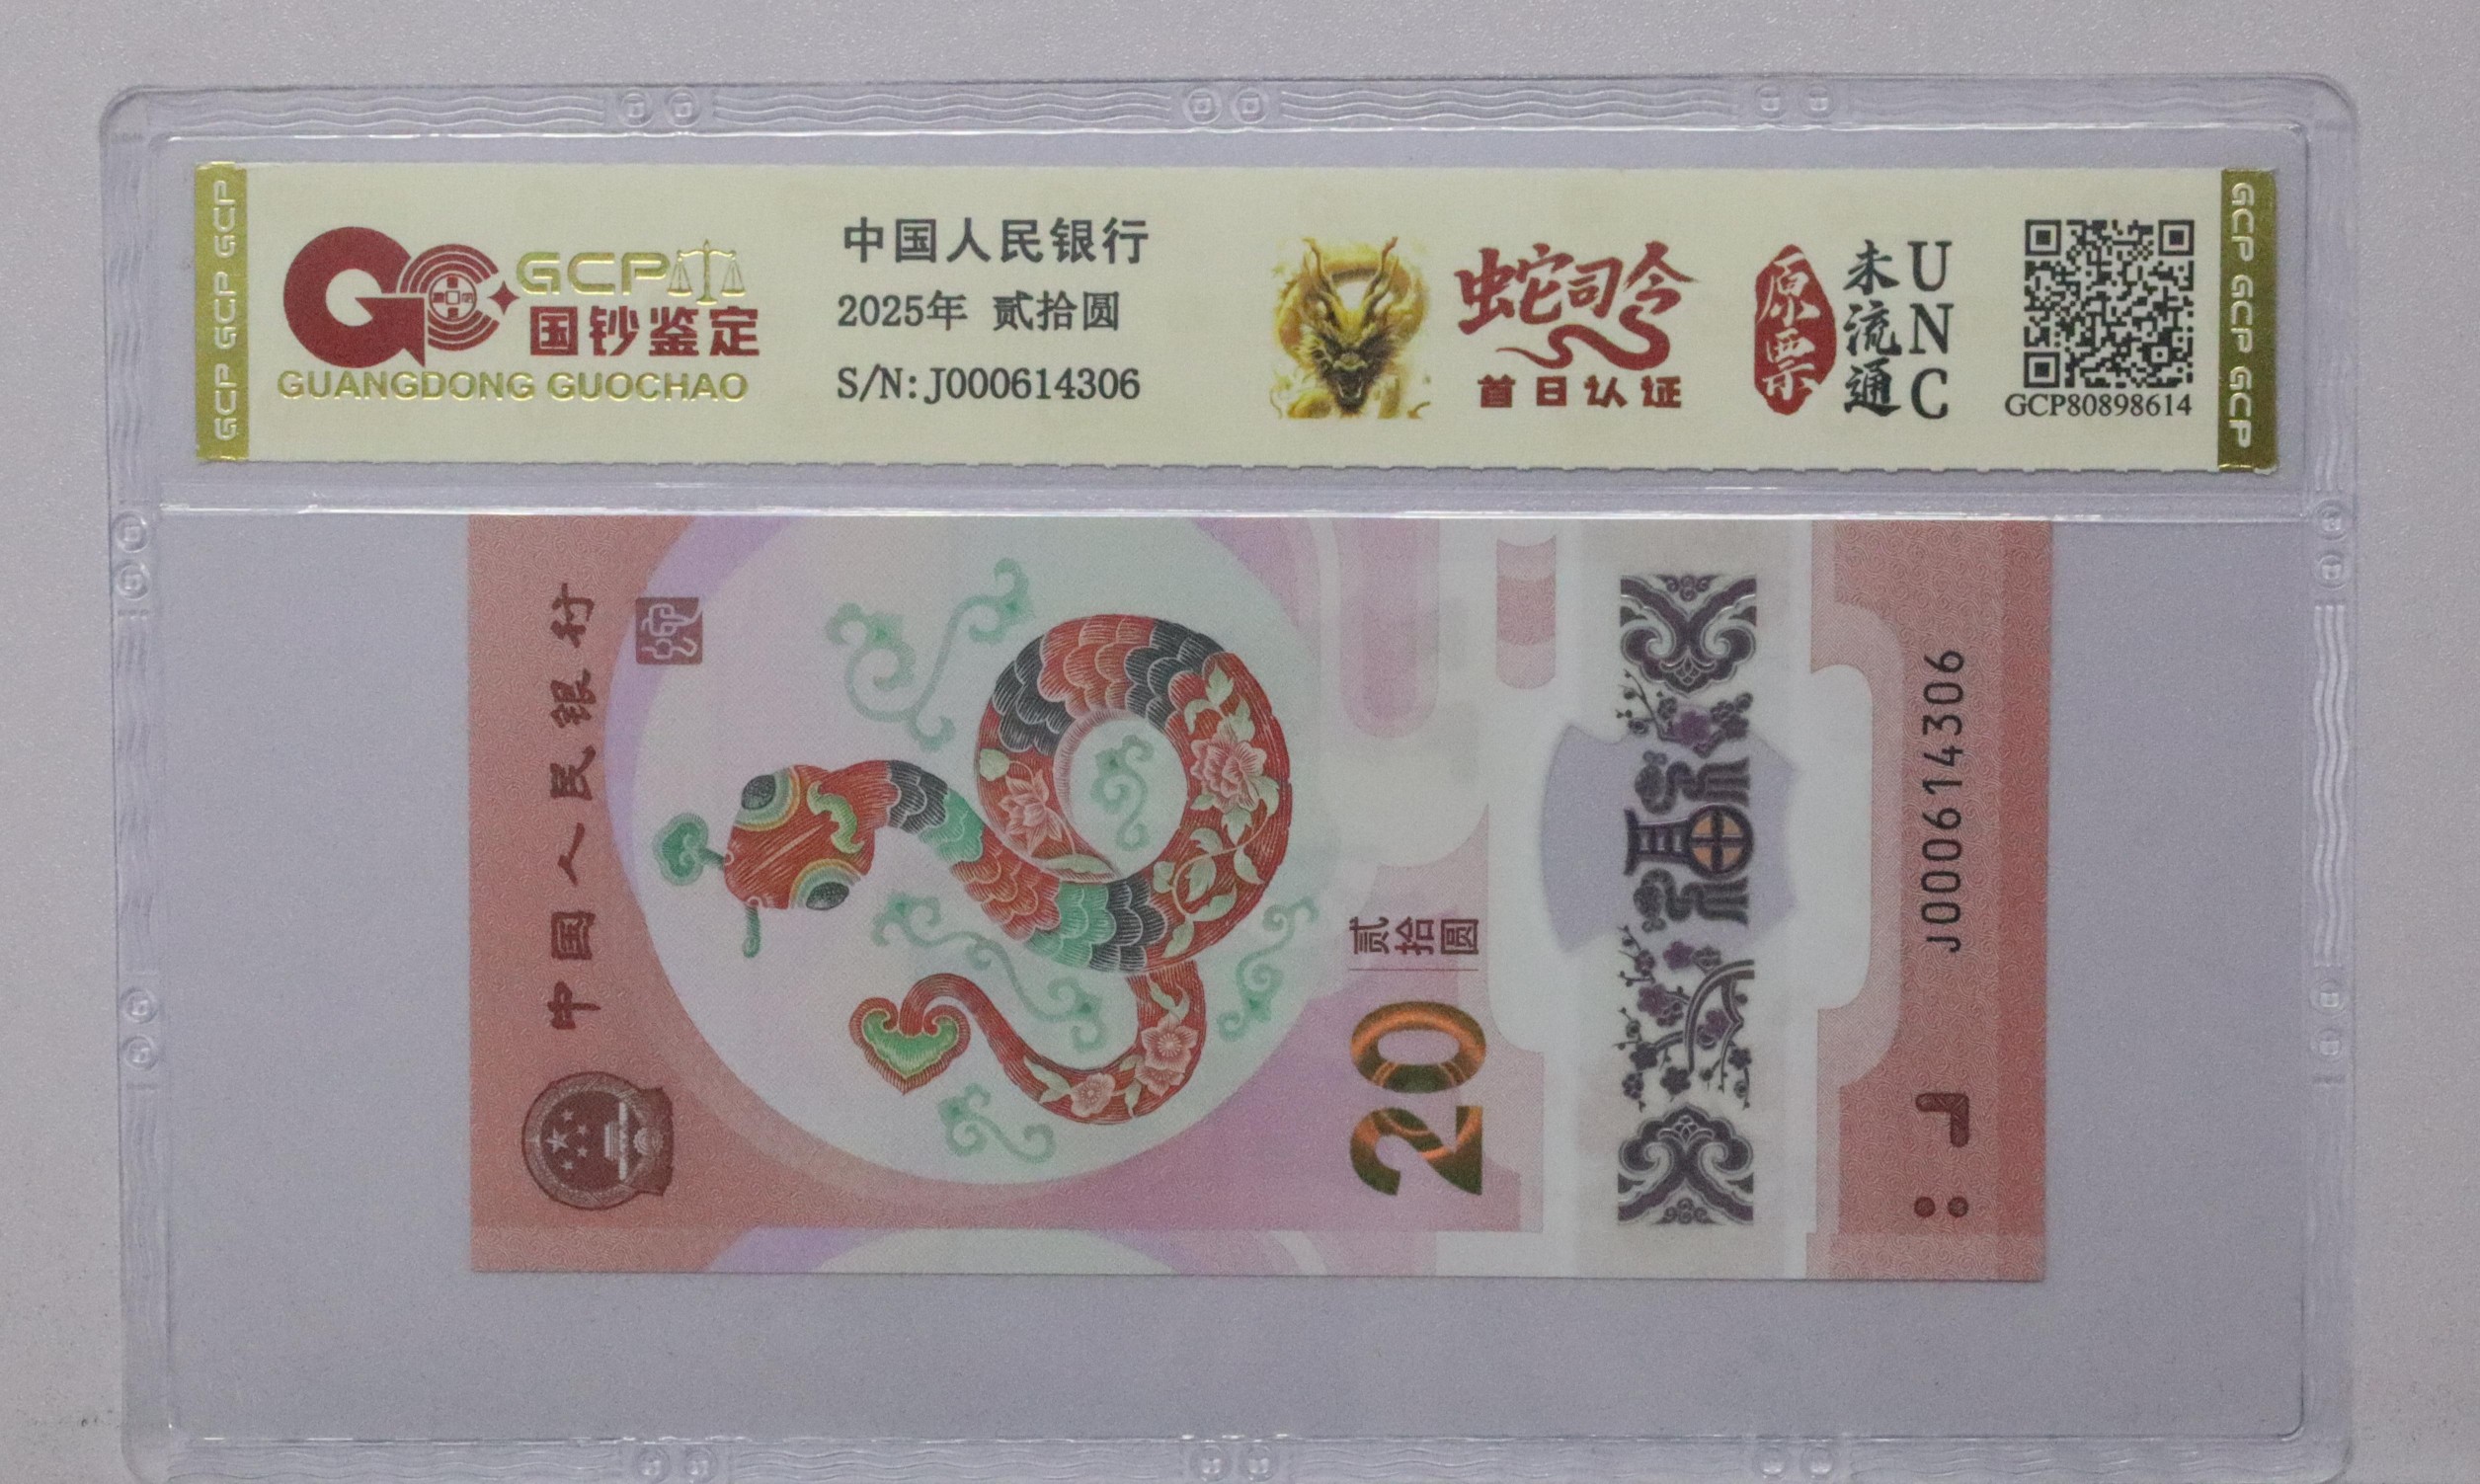 GCP GCP GCP
GCP
国钞鉴定
GUANGDONG GUOCHAO
中国人民银行
2025年 贰拾圆
S/N:J000614306
蛇司令
首日认证
原票
未流通
UNC
GCP80898614
GCP GCP GCP
中国人民银行
20
贰拾圆
福
J000614306